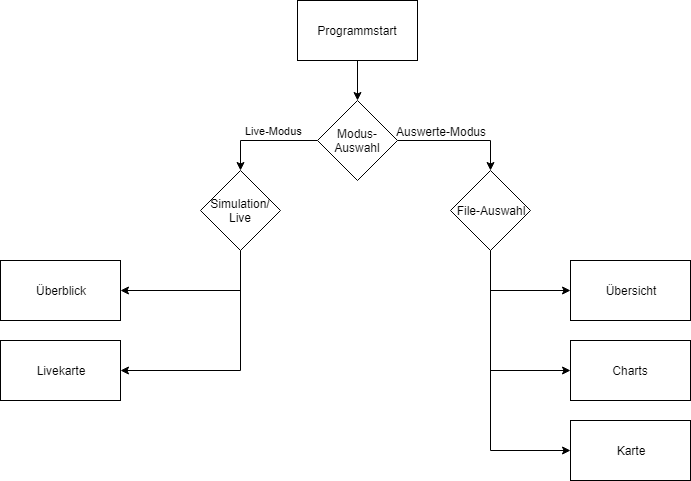 Programmstart
Live-Modus
Modus-
Auswahl
Auswerte-Modus
Simulation/
Live
File-Auswahl
Überblick
Übersicht
Livekarte
Charts
Karte